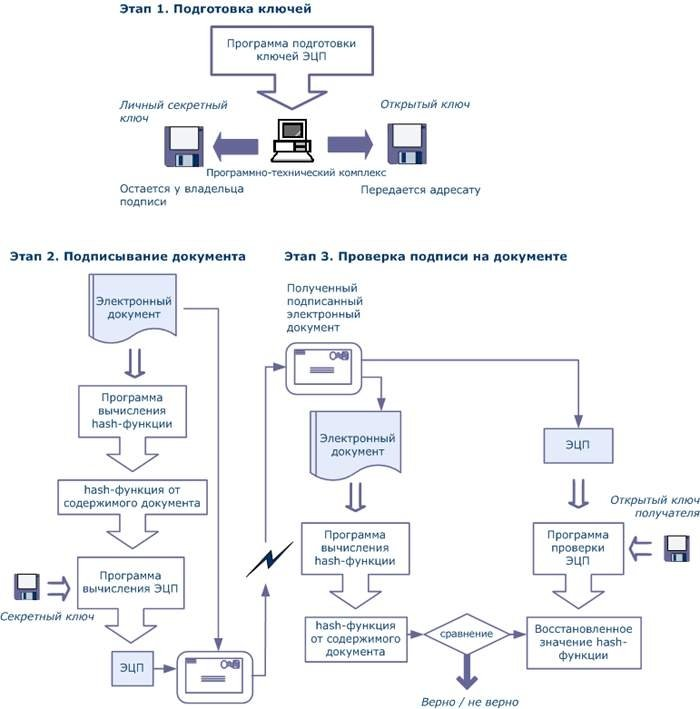 Этап 1. Подготовка ключей
Программа подготовки
ключей ЭЦП
Личный секретный
ключ
Открытый ключ
Программно-технический комплекс
Остается у владельца
подписи
Передается адресату
Этап 2. Подписывание документа
Электронный
документ
Программа
вычисления
hash-функции
hash-функция от
содержимого документа
Программа
вычисления ЭЦП
Секретный ключ
ЭЦП
Этап 3. Проверка подписи на документе
Полученный
подписанный
электронный
документ
Электронный
документ
ЭЦП
Открытый ключ
получателя
Программа
вычисления
hash-функции
Программа
проверки
ЭЦП
hash-функция
от содержимого
документа
сравнение
Восстановленное
значение hash-
функции
Верно / не верно